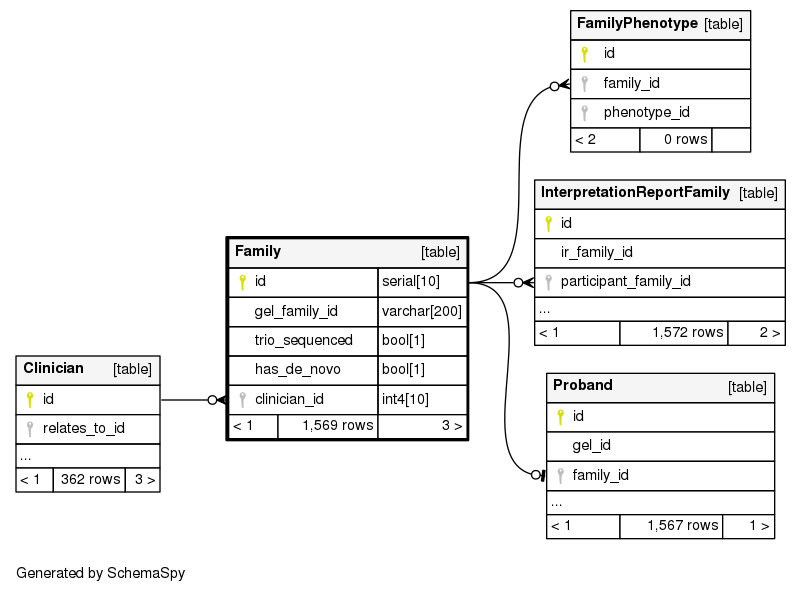 FamilyPhenotype [table]
id
family_id
phenotype_id
< 2 0 rows
InterpretationReportFamily [table]
id
ir_family_id
participant_family_id
...
< 1 1,572 rows 2 >
Family [table]
id serial[10]
gel_family_id varchar[200]
trio_sequenced bool[1]
has_de_novo bool[1]
clinician_id int4[10]
< 1 1,569 rows 3 >
Clinician [table]
id
relates_to_id
...
< 1 362 rows 3 >
Proband [table]
id
gel_id
family_id
...
< 1 1,567 rows 1 >
Generated by SchemaSpy